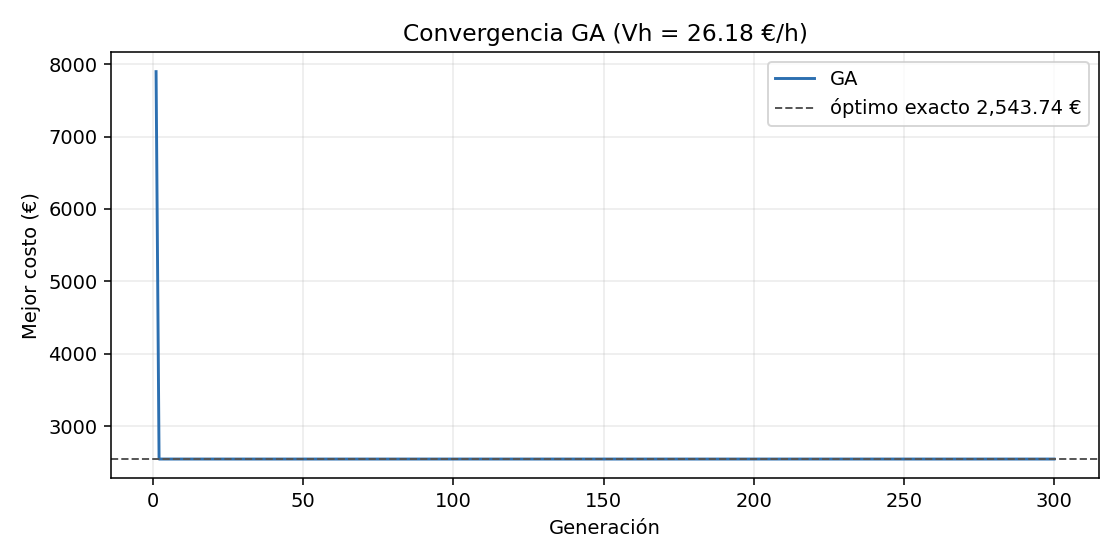 Convergencia GA (Vh = 26.18 €/h)
GA
óptimo exacto 2,543.74 €
Mejor costo (€)
8000
7000
6000
5000
4000
3000
0 50 100 150 200 250 300
Generación